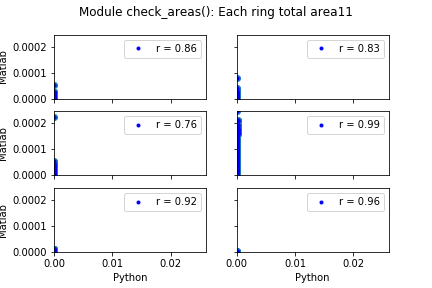 Module check_areas(): Each ring total area11
0.0002
0.0001
0.0000
Matlab
r = 0.86
r = 0.83
0.0002
0.0001
0.0000
Matlab
r = 0.76
r = 0.99
0.0002
0.0001
0.0000
Matlab
r = 0.92
r = 0.96
0.00 0.01 0.02
0.00 0.01 0.02
Python
Python